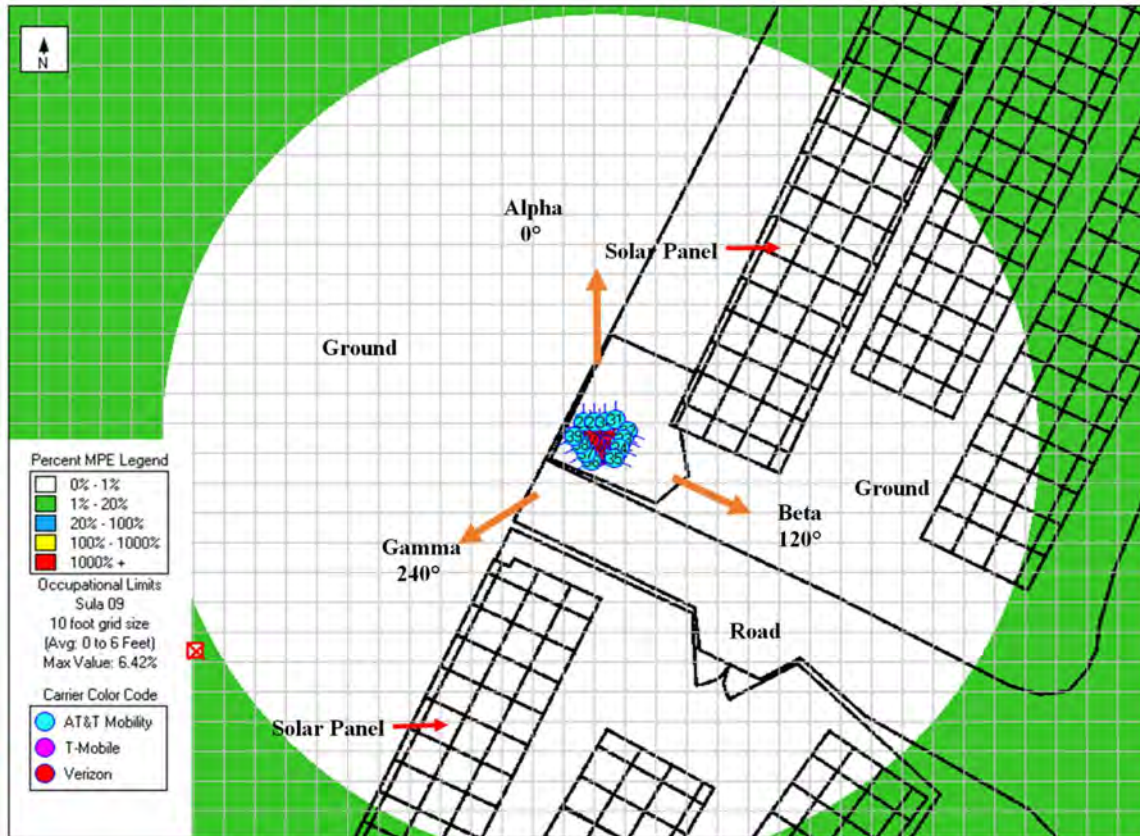 N
Alpha
0°
Solar Panel
Ground
31
Ground
Beta
120°
Gamma
240°
Road
Solar Panel
Percent MPE Legend
0% - 1%
1% - 20%
20% - 100%
100% - 1000%
1000% +
Occupational Limits
Sula 09
10 foot grid size
(Avg: 0 to 6 Feet)
Max Value: 6.42%
Carrier Color Code
AT&T Mobility
T-Mobile
Verizon